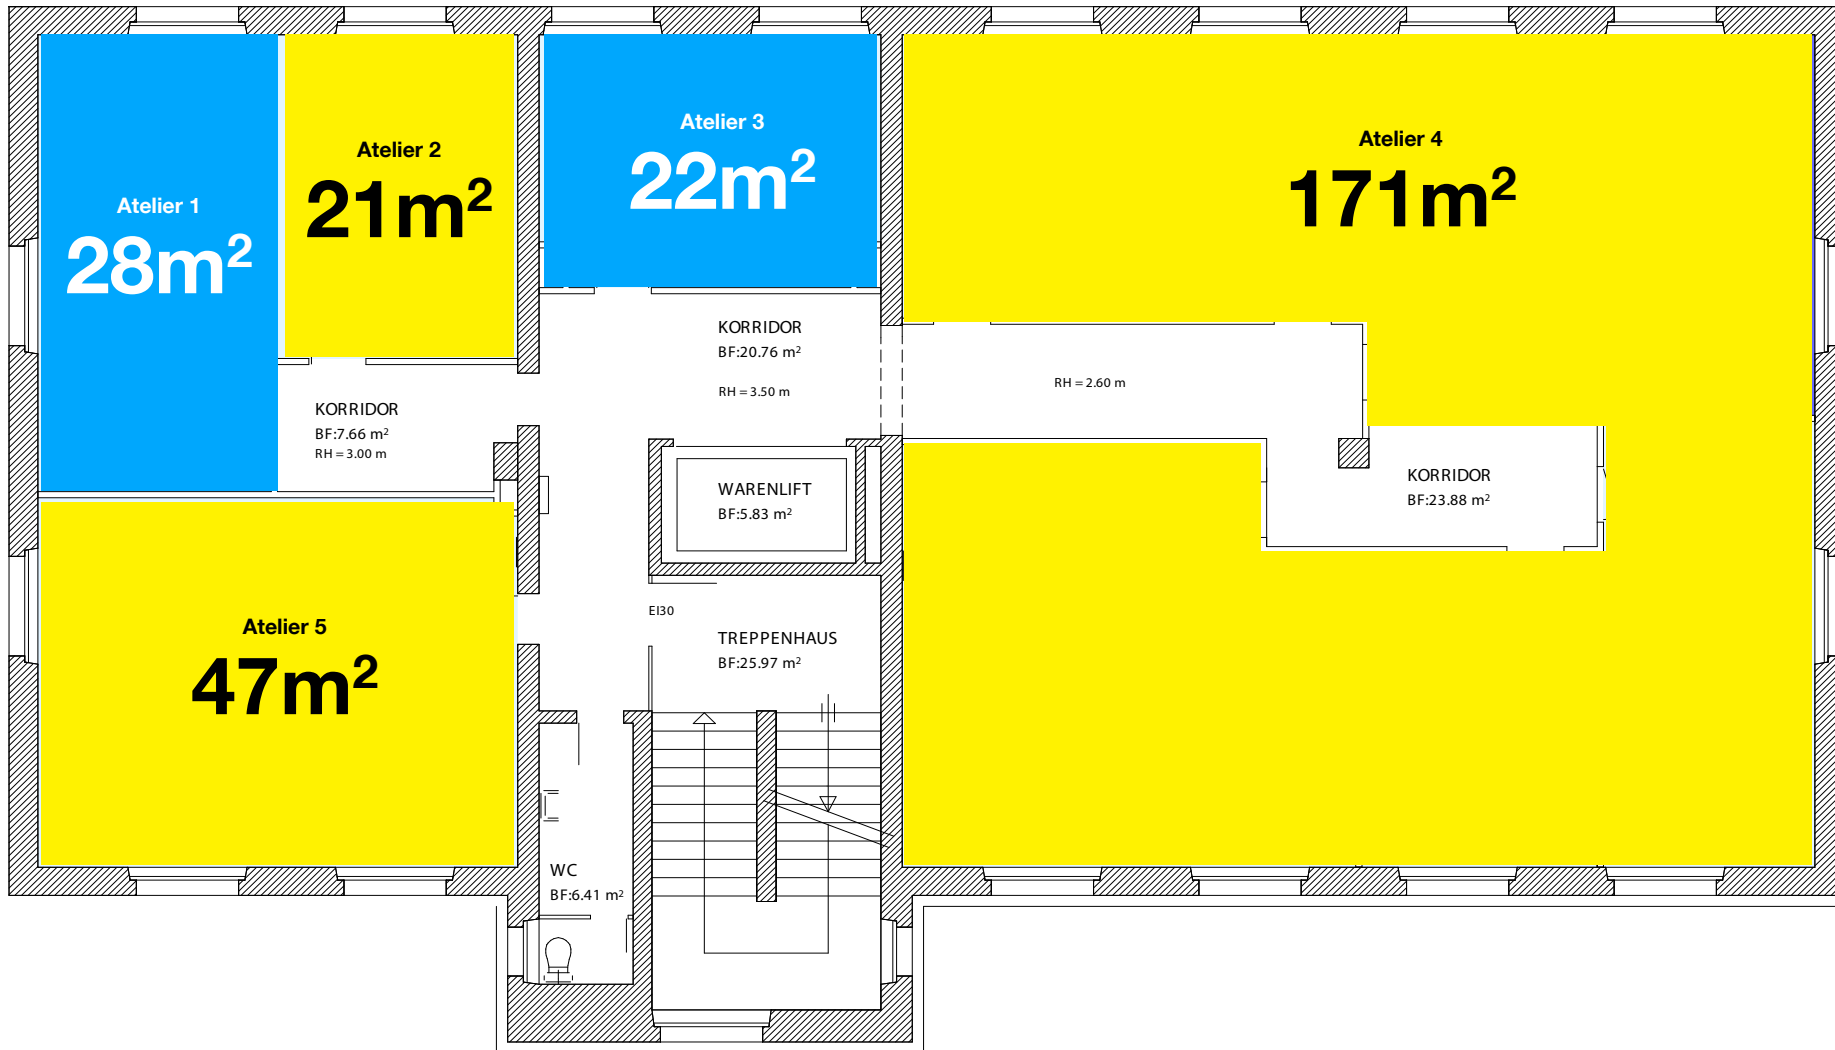 Atelier 1
28m²
Atelier 2
21m²
Atelier 3
22m²
Atelier 4
171m²
KORRIDOR
BF:20.76 m²
RH = 3.50 m
RH = 2.60 m
KORRIDOR
BF:7.66 m²
RH = 3.00 m
WARENLIFT
BF:5.83 m²
KORRIDOR
BF:23.88 m²
Atelier 5
47m²
EI30
TREPPENHAUS
BF:25.97 m²
WC
BF:6.41 m²